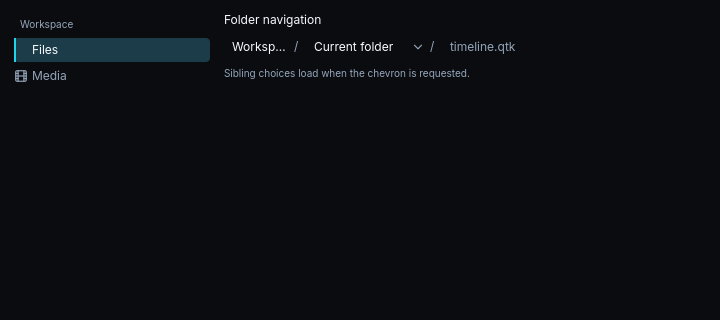 Workspace
Files
Media
Folder navigation
Worksp... / Current folder / timeline.qtk
Sibling choices load when the chevron is requested.